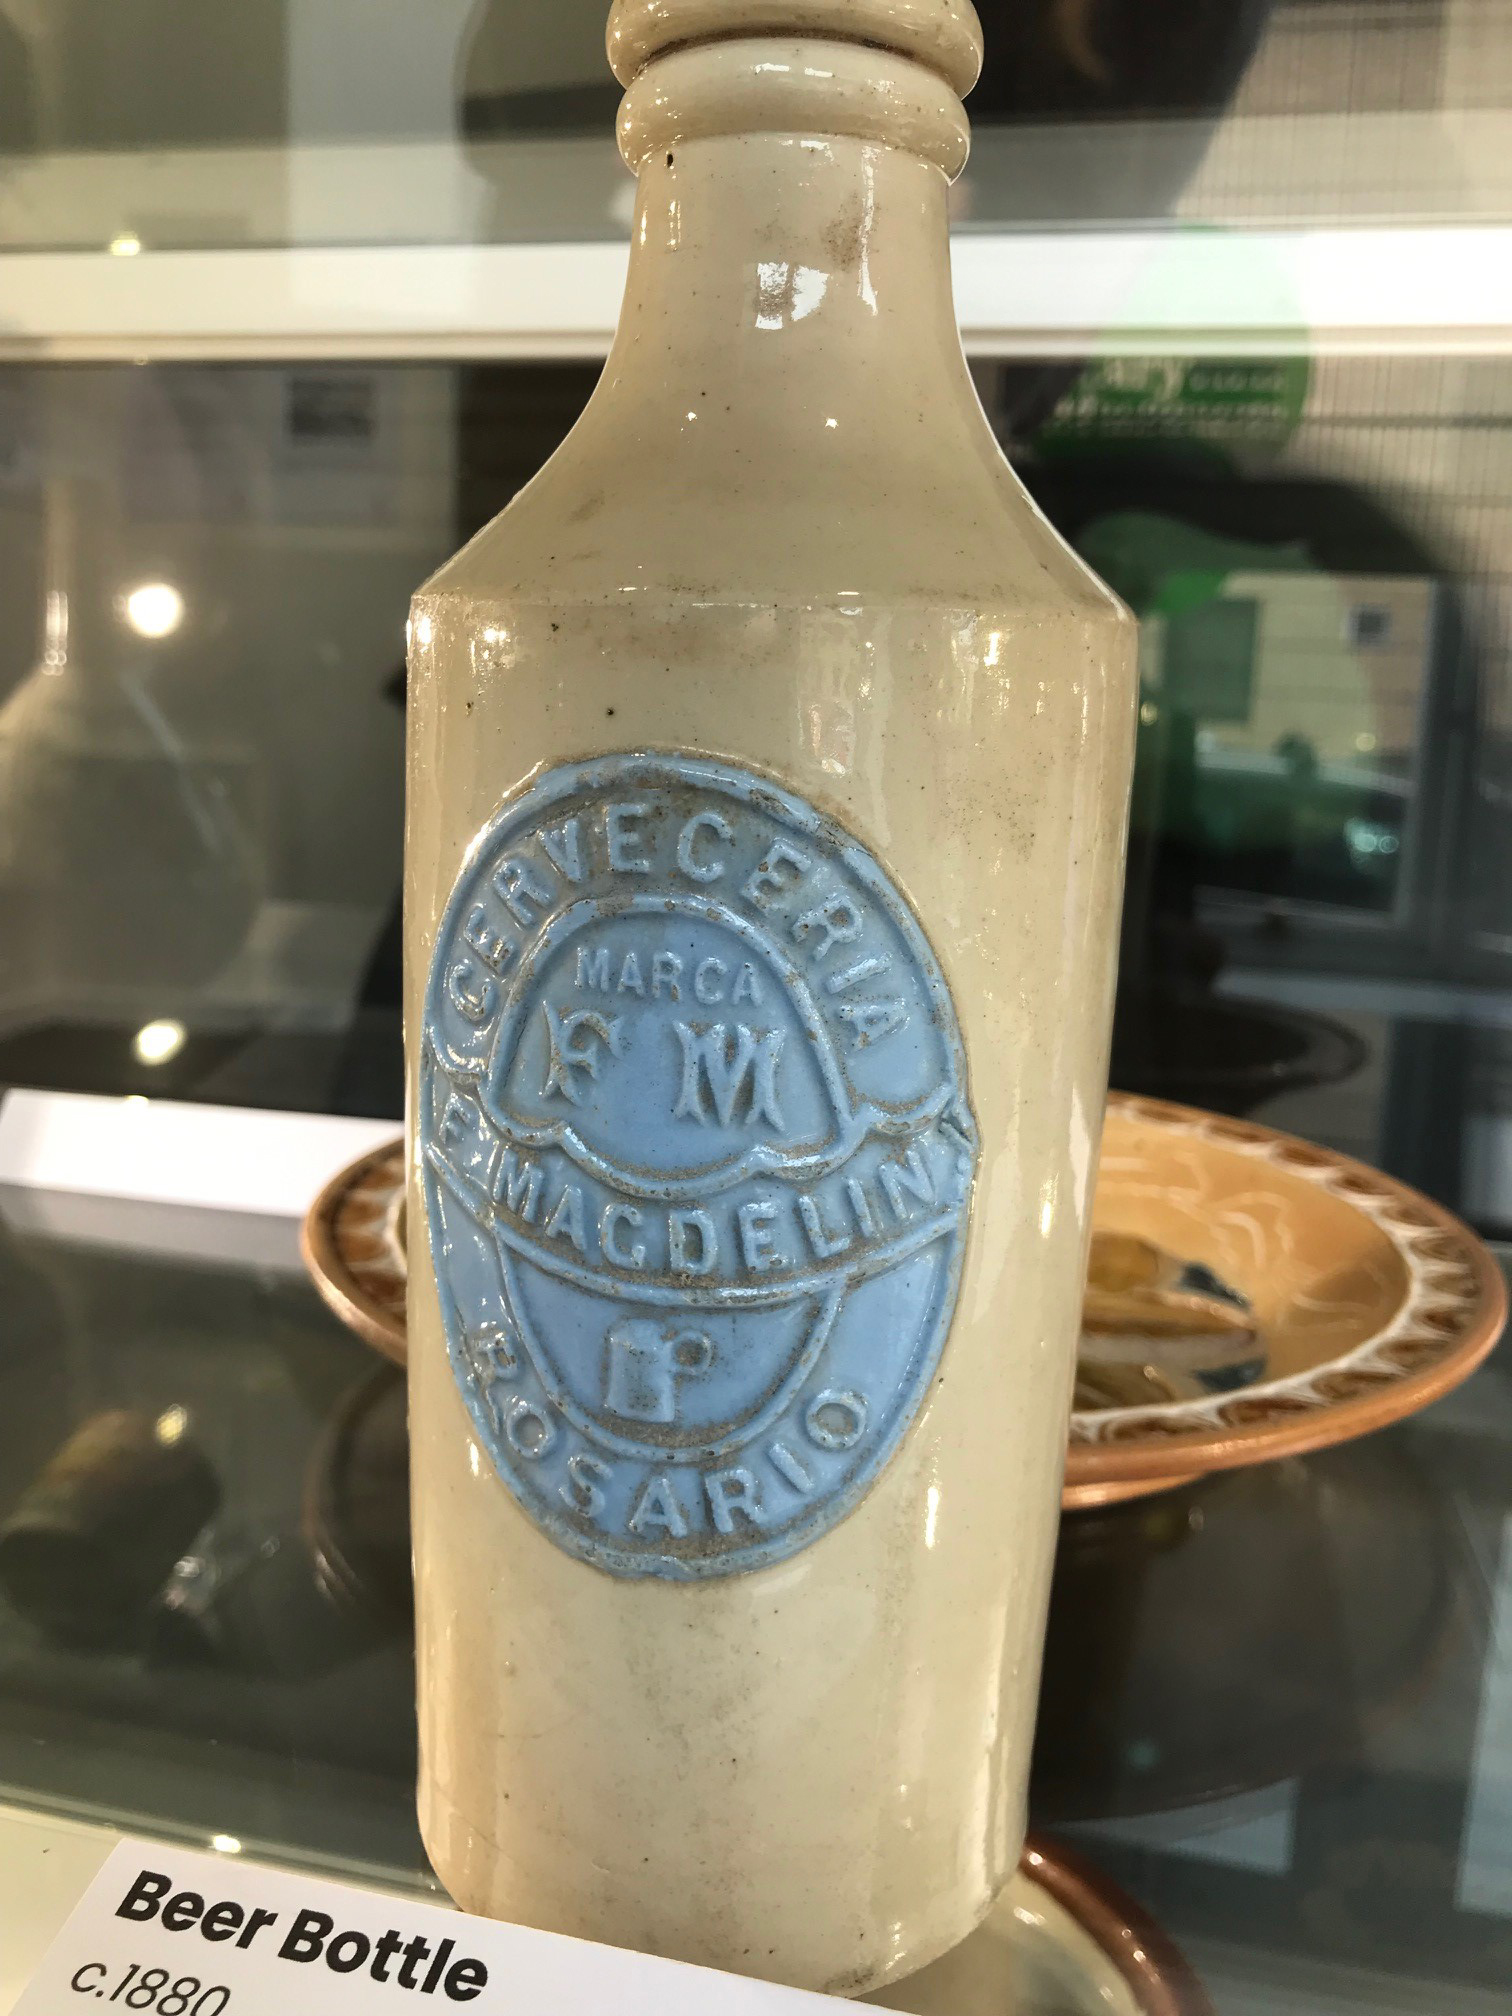 CERVECERIA
MARCA
F M
F. MAGDELIN
ROSARIO
Beer Bottle
c.1880